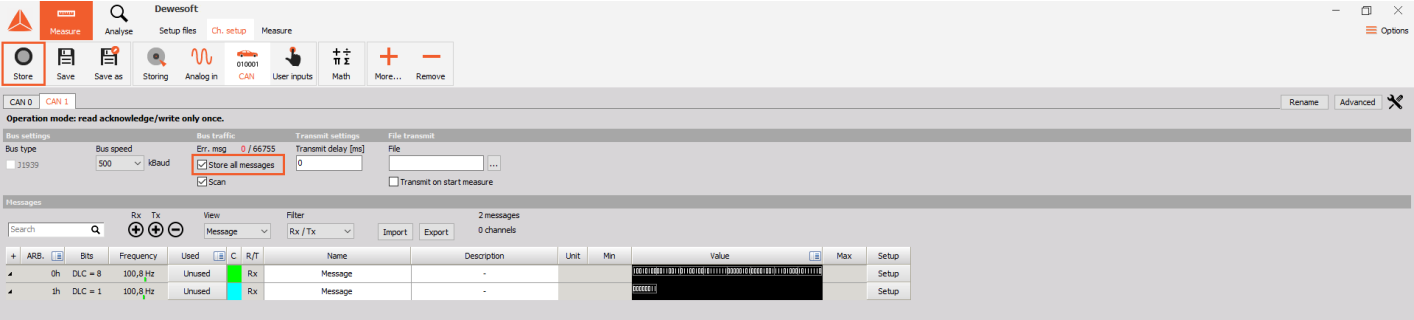 Dewesoft
Measure Analyse Setup files Ch. setup Measure
Options
010001
Store Save Save as Storing Analog in CAN User inputs Math More... Remove
CAN 0 CAN 1 Rename Advanced
Operation mode: read acknowledge/write only once.
Bus settings Bus traffic Transmit settings File transmit
Bus type Bus speed Err. msg 0 / 66755 Transmit delay [ms] File
J1939 500 kBaud Store all messages 0 ...
Scan Transmit on start measure
Messages
Rx Tx View Filter 2 messages
Search Message Rx / Tx Import Export 0 channels
+ ARB. Bits Frequency Used C R/T Name Description Unit Min Value Max Setup
0h DLC = 8 100,8 Hz Unused Rx Message - Setup
1h DLC = 1 100,8 Hz Unused Rx Message - 00000011 Setup